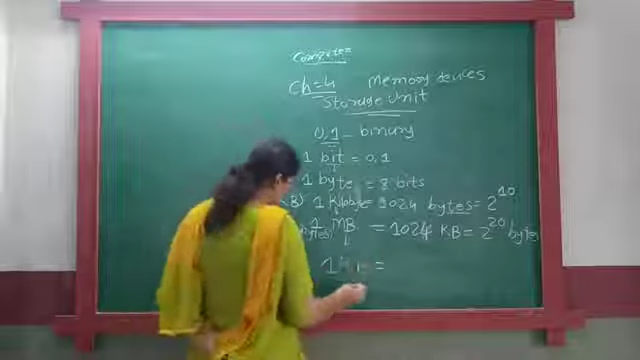 Computer
Ch=4 Memory devices
Storage Unit
0,1 – binary
1 bit = 0,1
1 byte = 8 bits
B) 1 Kilobyte = 1024 bytes = 2^10
bytes) 1 MB = 1024 KB = 2^20 bytes
1 =